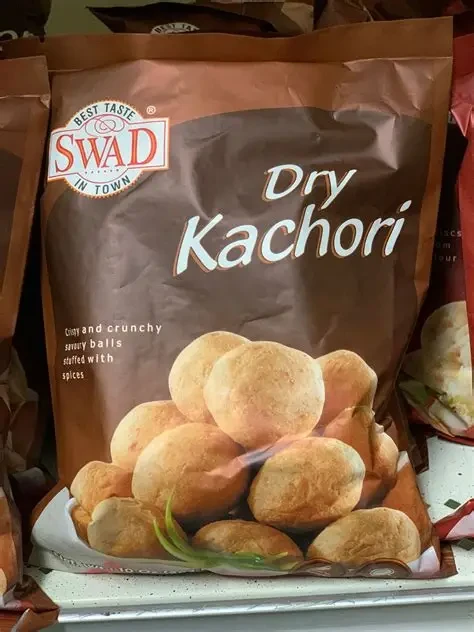 BEST TASTE
®
SWAD
IN TOWN
Dry
Kachori
Crispy and crunchy
savoury balls
stuffed with
spices